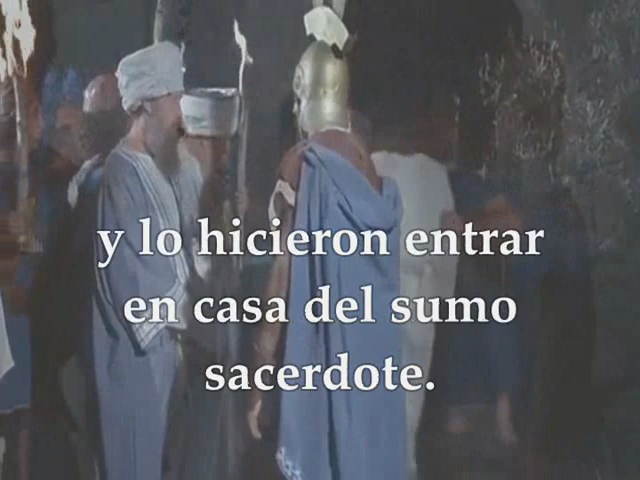 y lo hicieron entrar
en casa del sumo
sacerdote.